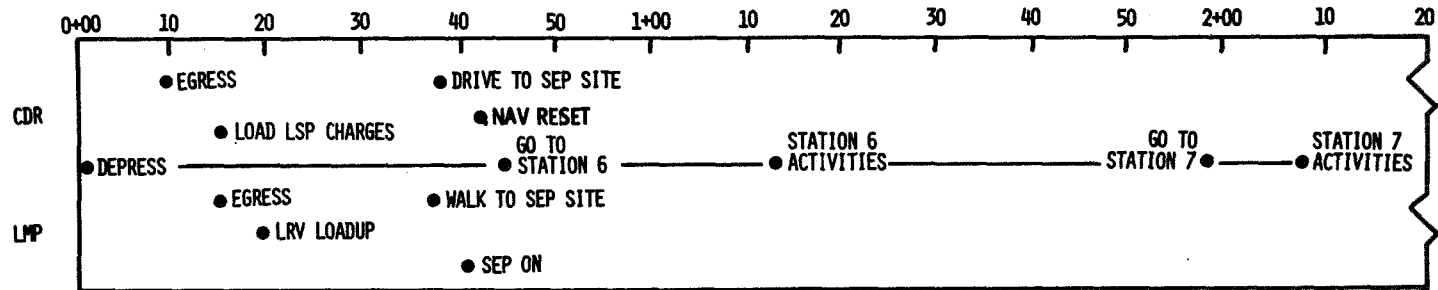 0+00 10 20 30 40 50 1+00 10 20 30 40 50 2+00 10 20
EGRESS DRIVE TO SEP SITE
CDR NAV RESET
LOAD LSP CHARGES
GO TO STATION 6 GO TO STATION 7
DEPRESS STATION 6 ACTIVITIES STATION 7 ACTIVITIES
EGRESS WALK TO SEP SITE
LMP LRV LOADUP
SEP ON